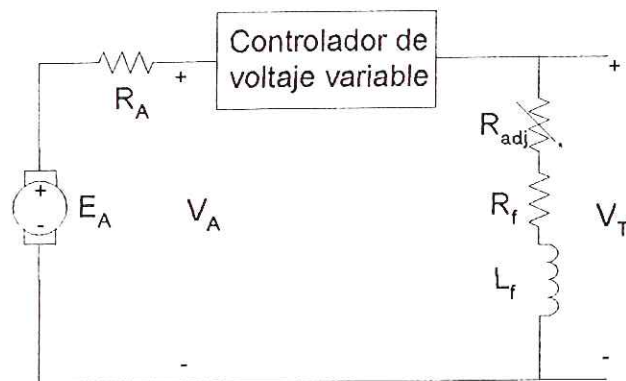 Controlador de
voltaje variable
+
+
R_A
R_adj
+
-
E_A
V_A
R_f
V_T
L_f
-
-